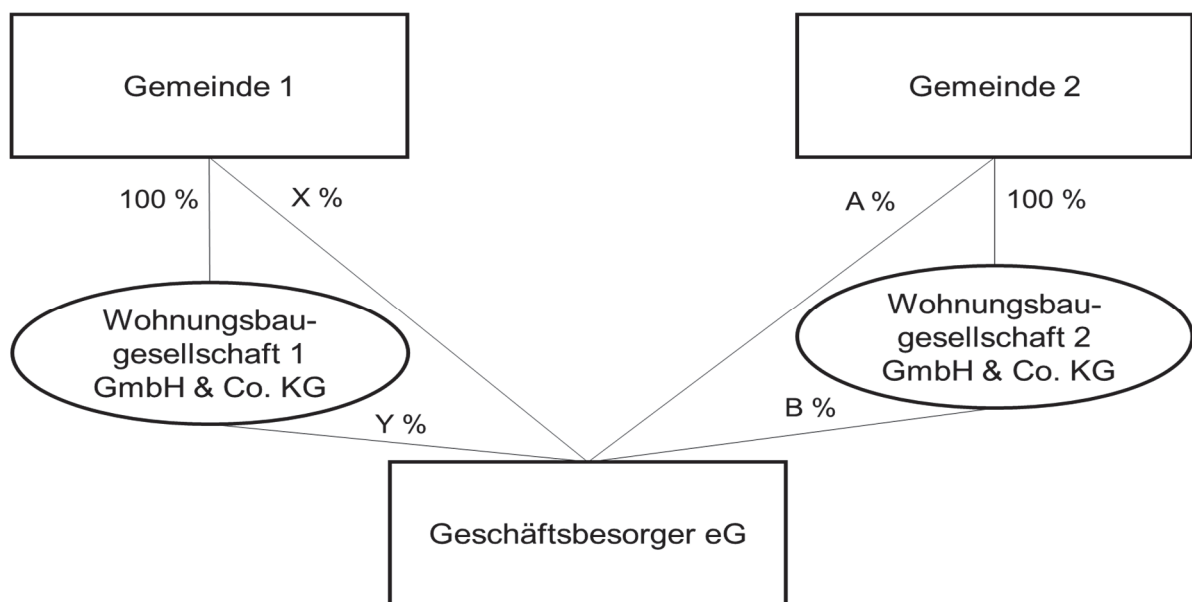 Gemeinde 1
Gemeinde 2
100 %
X %
A %
100 %
Wohnungsbau-
gesellschaft 1
GmbH & Co. KG
Wohnungsbau-
gesellschaft 2
GmbH & Co. KG
Y %
B %
Geschäftsbesorger eG